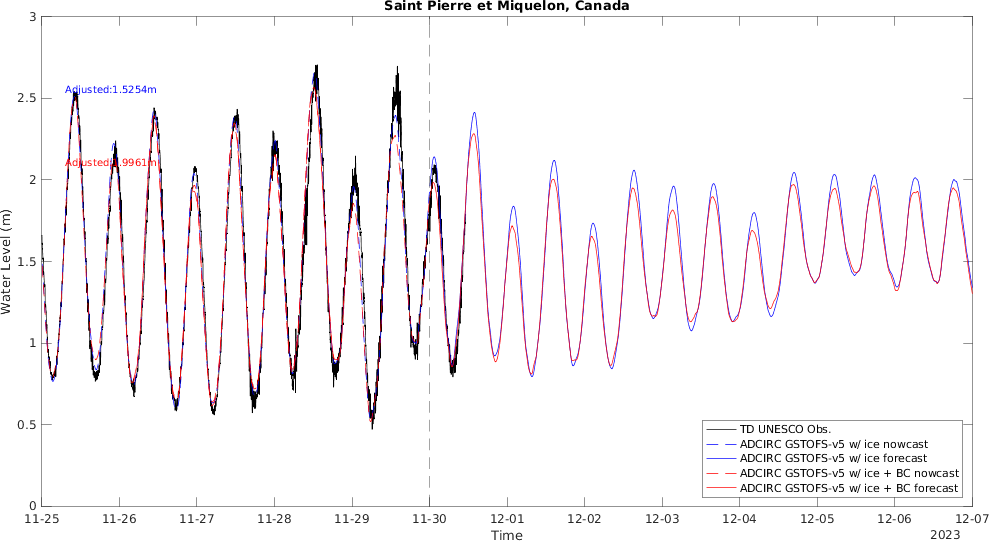 Saint Pierre et Miquelon, Canada
3
2.5
2
1.5
1
0.5
0
Water Level (m)
Adjusted:1.5254m
Adjusted:
9961m
TD UNESCO Obs.
ADCIRC GSTOFS-v5 w/ ice nowcast
ADCIRC GSTOFS-v5 w/ ice forecast
ADCIRC GSTOFS-v5 w/ ice + BC nowcast
ADCIRC GSTOFS-v5 w/ ice + BC forecast
11-25 11-26 11-27 11-28 11-29 11-30 12-01 12-02 12-03 12-04 12-05 12-06 12-07
Time
2023